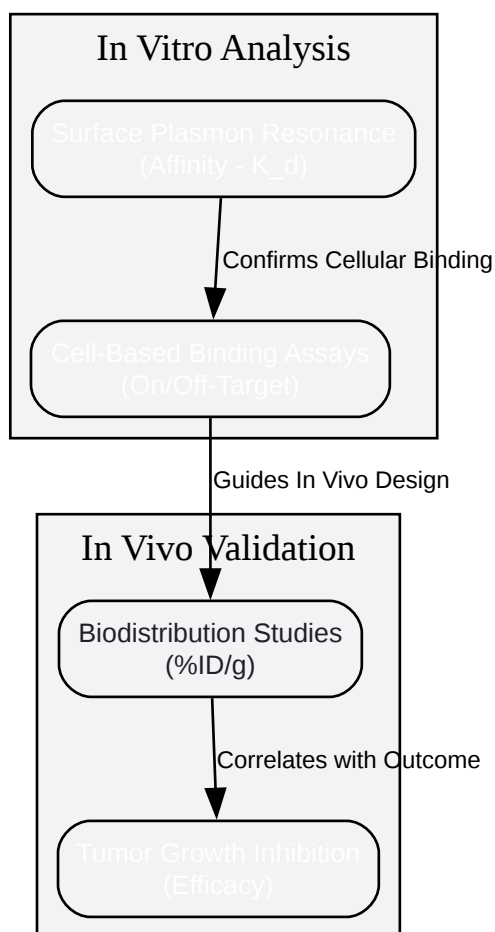 In Vitro Analysis
Surface Plasmon Resonance
(Affinity - K_d)
Confirms Cellular Binding
Cell-Based Binding Assays
(On/Off-Target)
Guides In Vivo Design
In Vivo Validation
Biodistribution Studies
(%ID/g)
Correlates with Outcome
Tumor Growth Inhibition
(Efficacy)